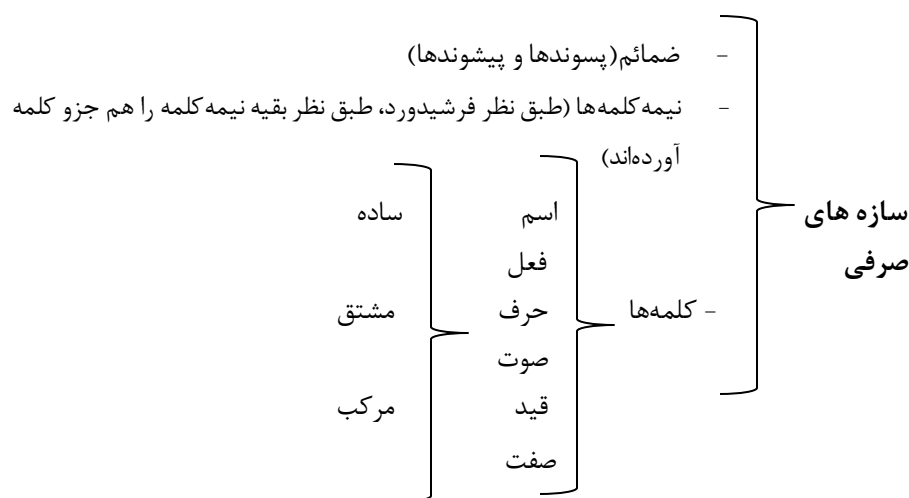 - ضمائم(پسوندها و پیشوندها)
- نیمه‌کلمه‌ها (طبق نظر فرشیدورد، طبق نظر بقیه نیمه‌کلمه را هم جزو کلمه
آورده‌اند)
سازه های
صرفی
- کلمه‌ها
اسم
فعل
حرف
صوت
قید
صفت
ساده
مشتق
مرکب